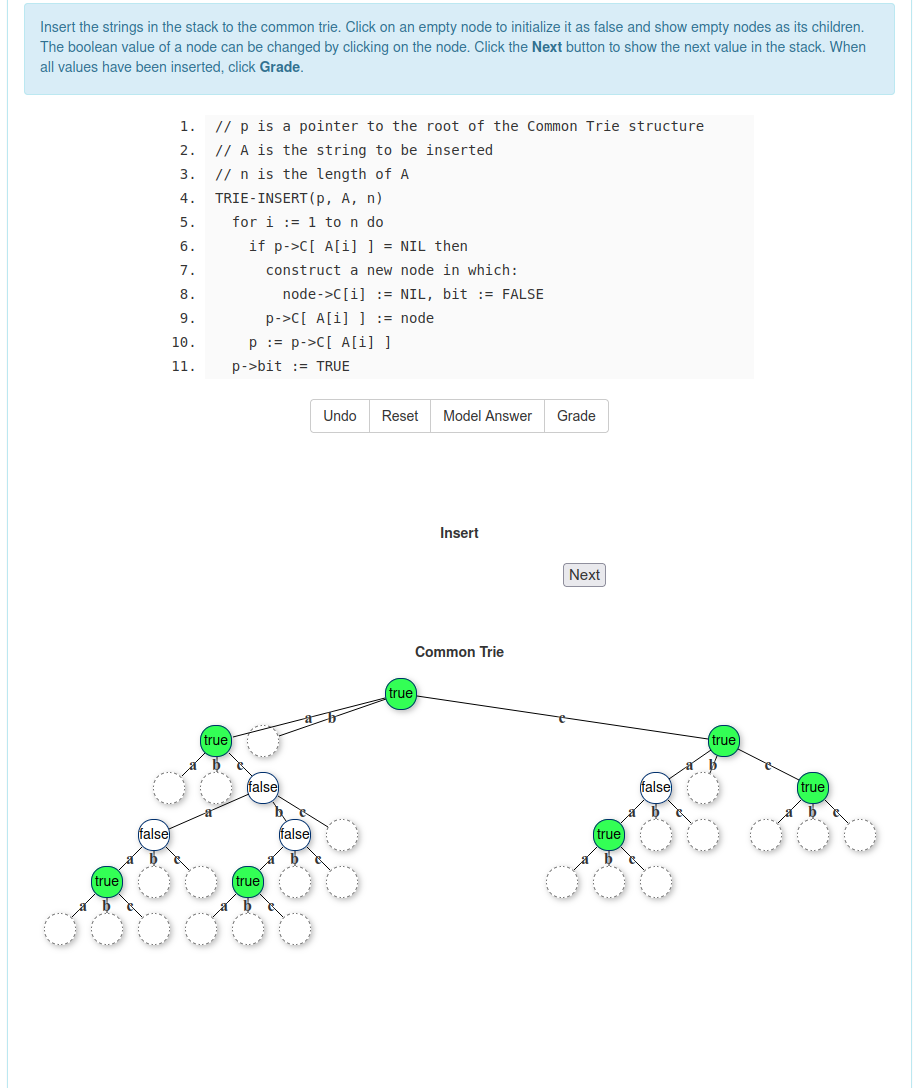 Insert the strings in the stack to the common trie. Click on an empty node to initialize it as false and show empty nodes as its children.
The boolean value of a node can be changed by clicking on the node. Click the Next button to show the next value in the stack. When
all values have been inserted, click Grade.
1. // p is a pointer to the root of the Common Trie structure
2. // A is the string to be inserted
3. // n is the length of A
4. TRIE-INSERT(p, A, n)
5. for i := 1 to n do
6. if p->C[ A[i] ] = NIL then
7. construct a new node in which:
8. node->C[i] := NIL, bit := FALSE
9. p->C[ A[i] ] := node
10. p := p->C[ A[i] ]
11. p->bit := TRUE
Undo Reset Model Answer Grade
Insert
Next
Common Trie
true
a b c
true true
a b c a b c
false false true
a b c a b c a b c
false false true
a b c a b c a b c
true true
a b c a b c